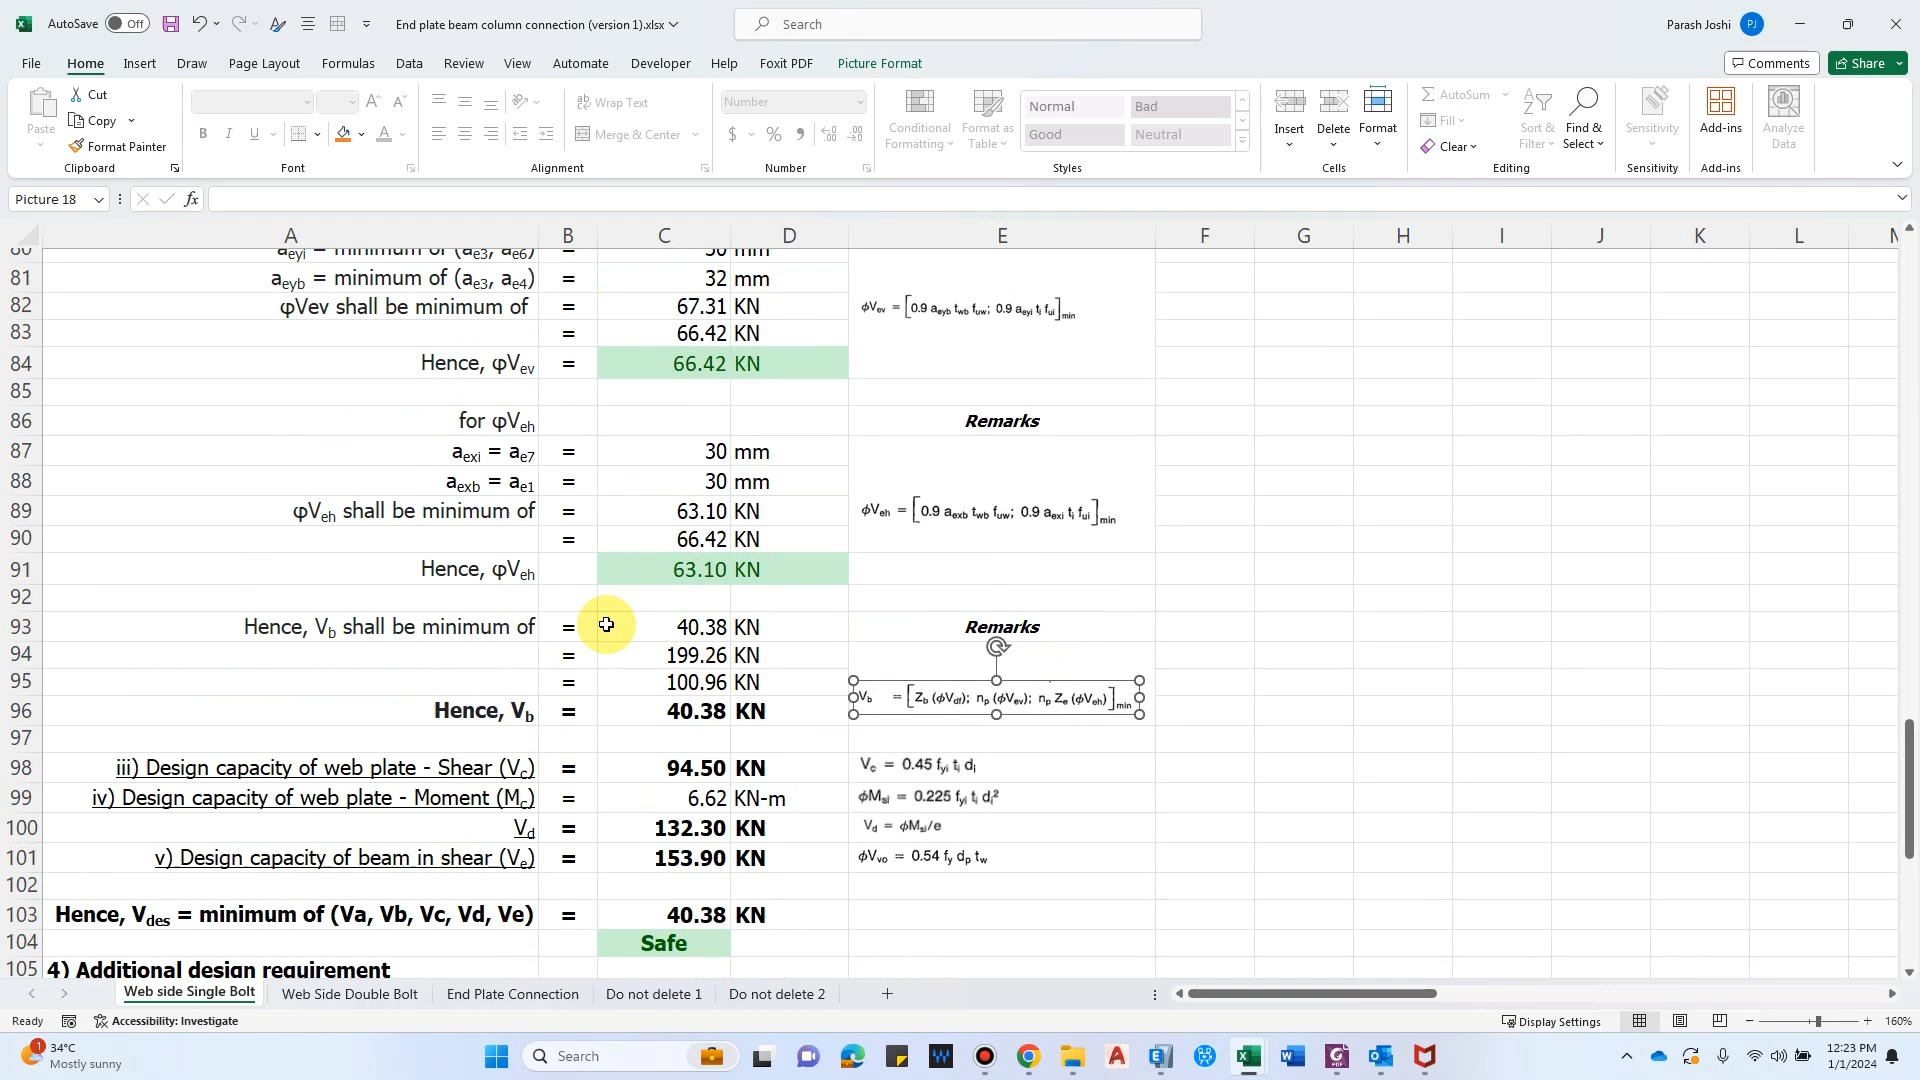 AutoSave Off End plate beam column connection (version 1).xlsx Search Parash Joshi PJ
File Home Insert Draw Page Layout Formulas Data Review View Automate Developer Help Foxit PDF Picture Format Comments Share
Paste Cut Copy Format Painter Clipboard
B I U Font
ab Wrap Text Merge & Center Alignment
Number $ % , Number
Conditional Formatting Format as Table Normal Bad Good Neutral Styles
Insert Delete Format Cells
AutoSum Fill Clear Sort & Filter Find & Select Editing
Sensitivity Sensitivity
Add-ins Add-ins
Analyze Data
Picture 18 fx
A B C D E F G H I J K L
80 aeyi = minimum of (ae3, ae6) = 30 mm
81 aeyb = minimum of (ae3, ae4) = 32 mm
82 φVev shall be minimum of = 67.31 KN ϕVev = [0.9 aeyb twb fuw; 0.9 aeyi ti fui]min
83 = 66.42 KN
84 Hence, φVev = 66.42 KN
85
86 for φVeh Remarks
87 aexi = ae7 = 30 mm
88 aexb = ae1 = 30 mm
89 φVeh shall be minimum of = 63.10 KN ϕVeh = [0.9 aexb twb fuw; 0.9 aexi ti fui]min
90 = 66.42 KN
91 Hence, φVeh = 63.10 KN
92
93 Hence, Vb shall be minimum of = 40.38 KN Remarks
94 = 199.26 KN
95 = 100.96 KN Vb = [Zb (ϕVdf); np (ϕVev); np Ze (ϕVeh)]min
96 Hence, Vb = 40.38 KN
97
98 iii) Design capacity of web plate - Shear (Vc) = 94.50 KN Vc = 0.45 fyi ti di
99 iv) Design capacity of web plate - Moment (Mc) = 6.62 KN-m ϕMsi = 0.225 fyi ti di²
100 Vd = 132.30 KN Vd = ϕMsi/e
101 v) Design capacity of beam in shear (Ve) = 153.90 KN ϕVvo = 0.54 fy dp tw
102
103 Hence, Vdes = minimum of (Va, Vb, Vc, Vd, Ve) = 40.38 KN
104 Safe
105 4) Additional design requirement
Web side Single Bolt Web Side Double Bolt End Plate Connection Do not delete 1 Do not delete 2
Ready Accessibility: Investigate Display Settings 160%
1 34°C Mostly sunny Search 12:23 PM 1/1/2024